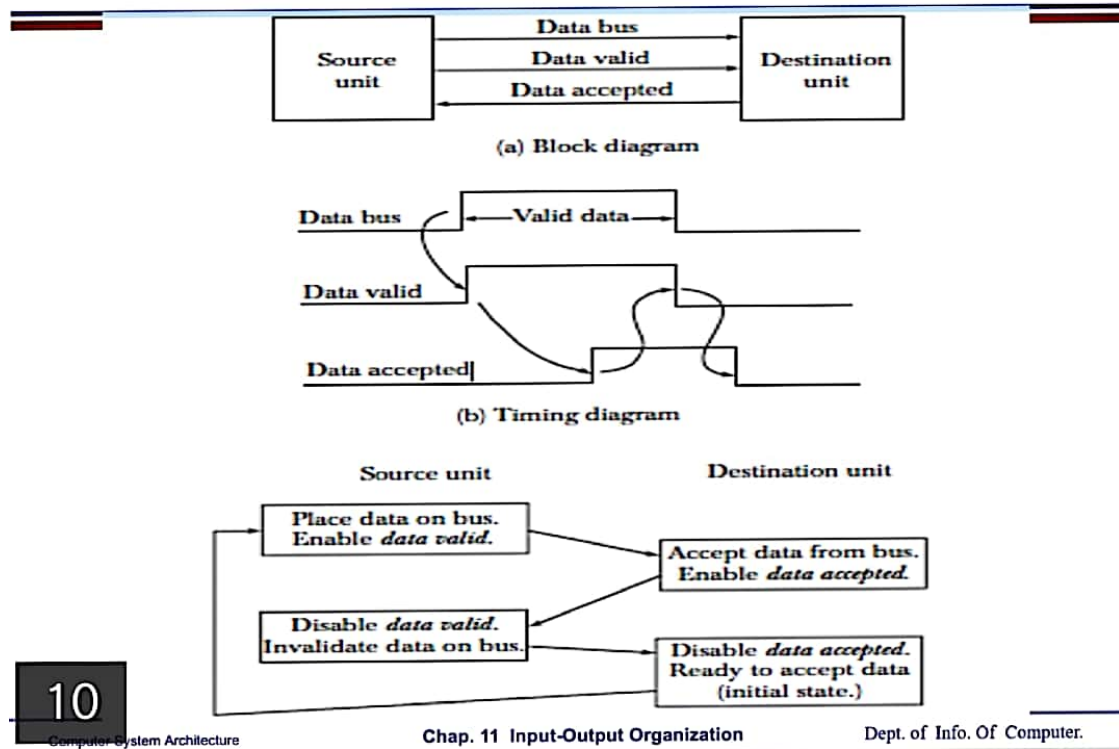 Data bus
Source
unit
Data valid
Destination
unit
Data accepted
(a) Block diagram
Data bus
Valid data
Data valid
Data accepted
(b) Timing diagram
Source unit
Destination unit
Place data on bus.
Enable data valid.
Accept data from bus.
Enable data accepted.
Disable data valid.
Invalidate data on bus.
Disable data accepted.
Ready to accept data
(initial state.)
10
Computer System Architecture
Chap. 11 Input-Output Organization
Dept. of Info. Of Computer.